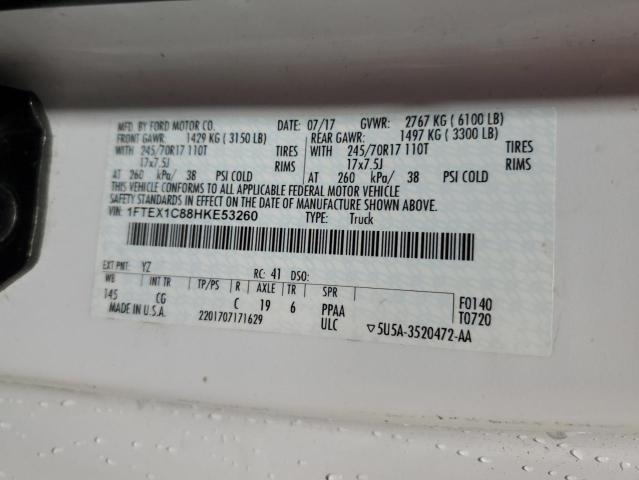 MFD. BY FORD MOTOR CO. DATE: 07/17 GVWR: 2767 KG ( 6100 LB)
FRONT GAWR: 1429 KG ( 3150 LB) REAR GAWR: 1497 KG ( 3300 LB)
WITH 245/70R17 110T TIRES WITH 245/70R17 110T TIRES
17x7.5J RIMS 17x7.5J RIMS
AT 260 kPa/ 38 PSI COLD AT 260 kPa/ 38 PSI COLD
THIS VEHICLE CONFORMS TO ALL APPLICABLE FEDERAL MOTOR VEHICLE
SAFETY STANDARDS IN EFFECT ON THE DATE OF MANUFACTURE SHOWN ABOVE.
VIN: 1FTEX1C88HKE53260 TYPE: Truck
EXT PNT: YZ RC: 41 DSO:
WB INT TR TP/PS R AXLE TR SPR
145 CG C 19 6 PPAA F0140
MADE IN U.S.A. 2201707171629 ULC T0720
▽5U5A-3520472-AA